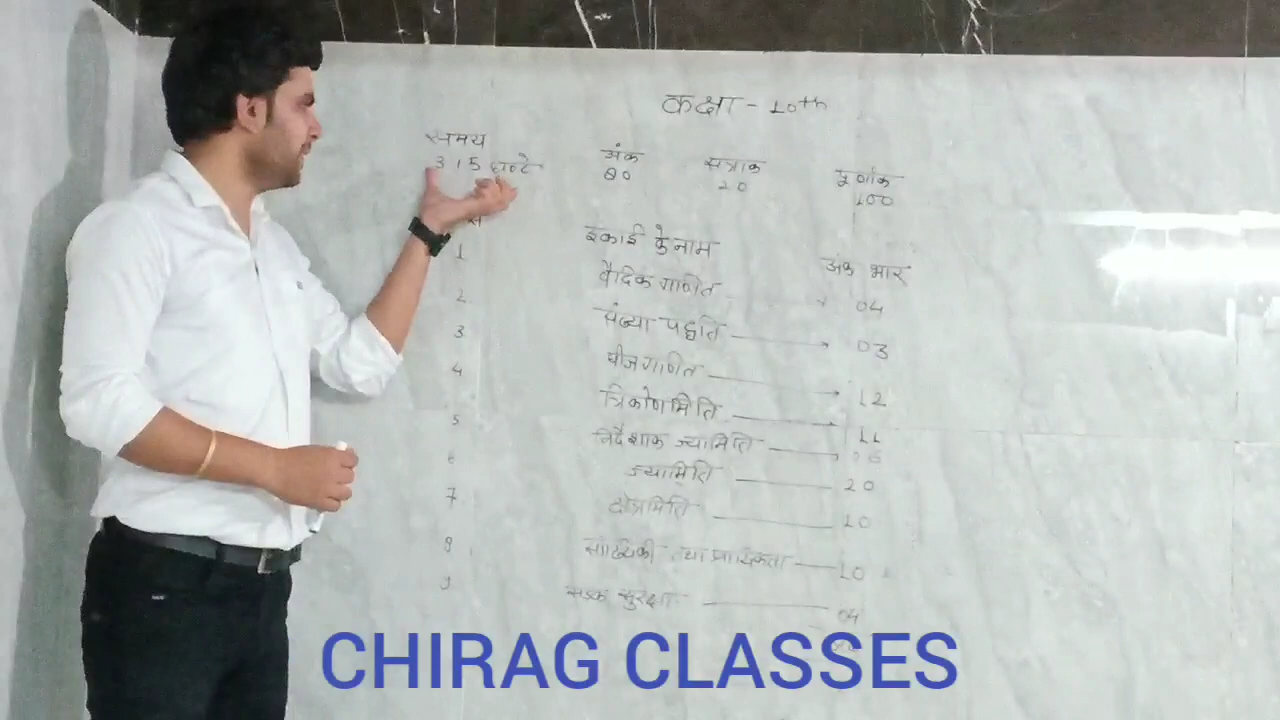 कक्षा - 10th
समय अंक सत्रांक पूर्णांक
3:15 घण्टे 80 20 100
इकाई के नाम अंक भार
1 वैदिक गणित 04
2 संख्या पद्धति 03
3 बीजगणित 12
4 त्रिकोणमिति 11
5 निर्देशांक ज्यामिति 06
6 ज्यामिति 20
7 क्षेत्रमिति 10
8 सांख्यिकी तथा प्रायिकता 10
9 सड़क सुरक्षा 04
CHIRAG CLASSES